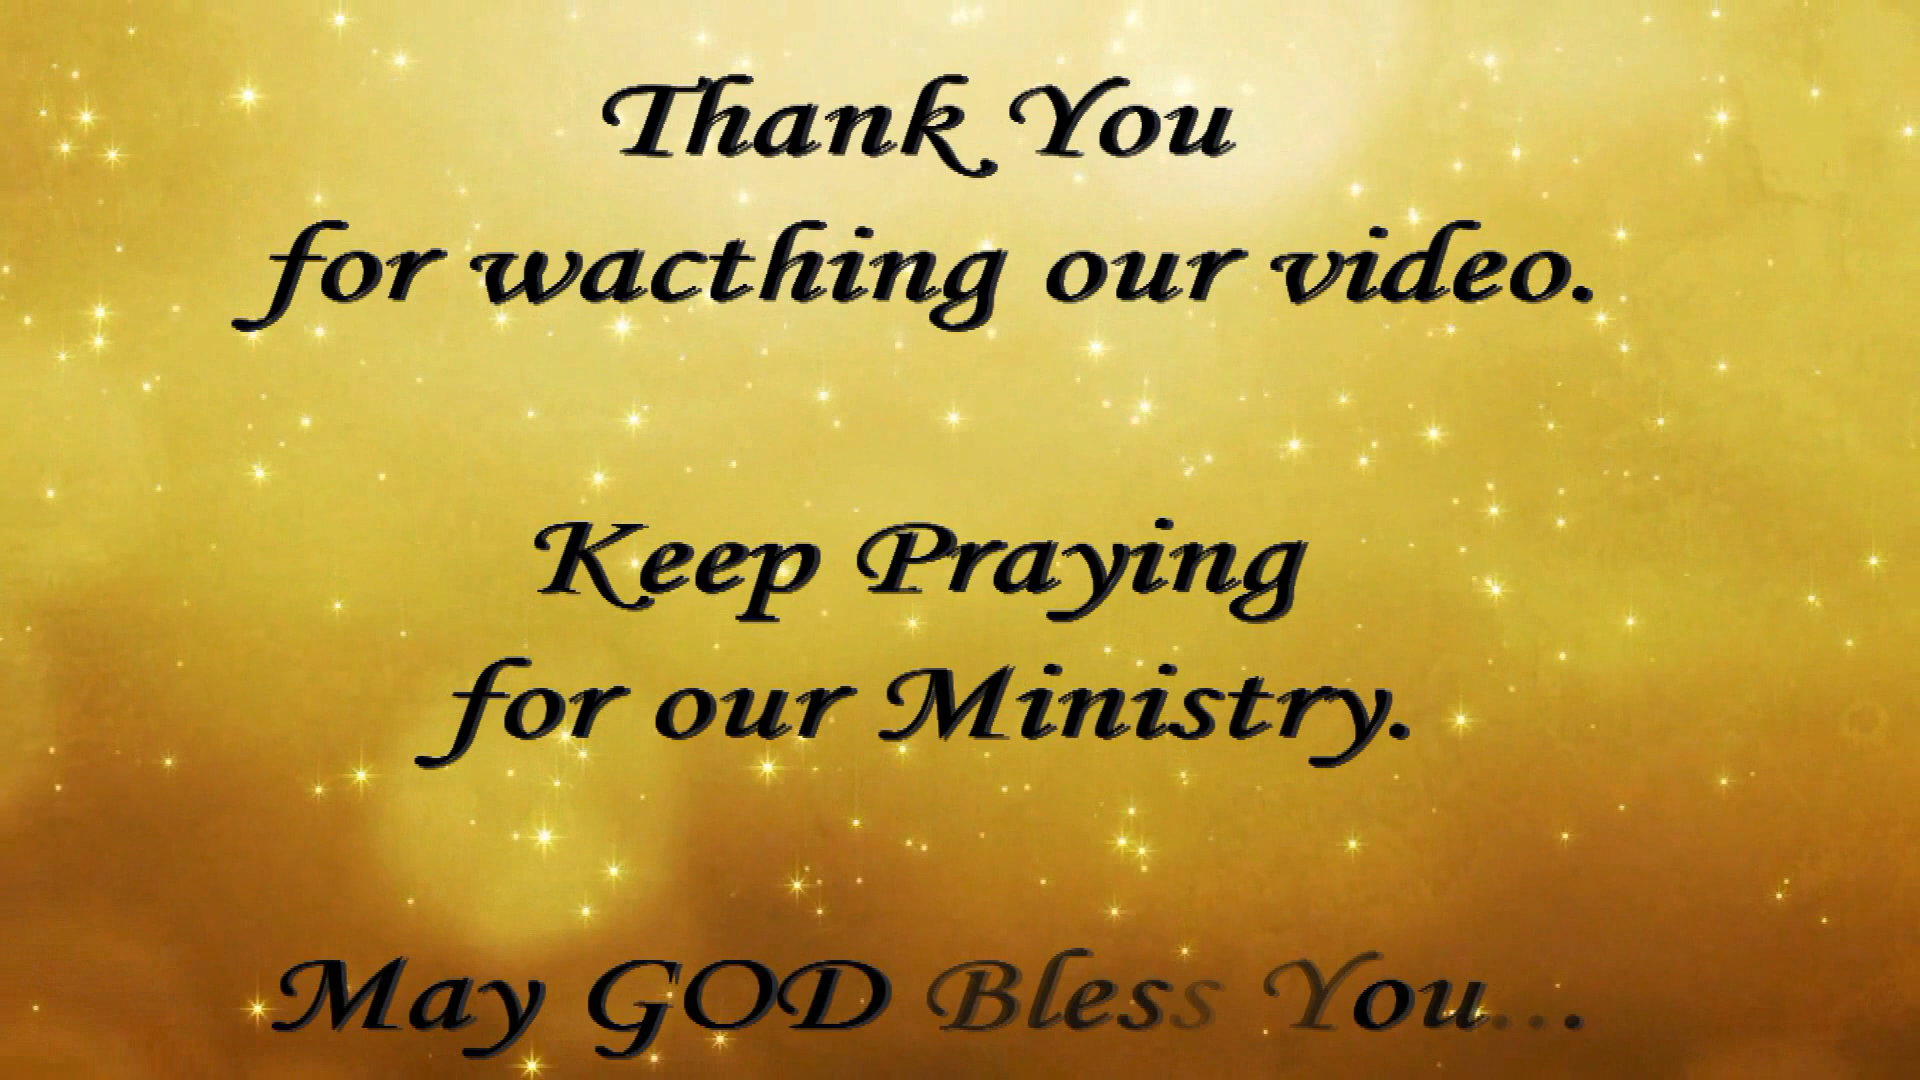 Thank You
for wacthing our video.
Keep Praying
for our Ministry.
May GOD Bless You...